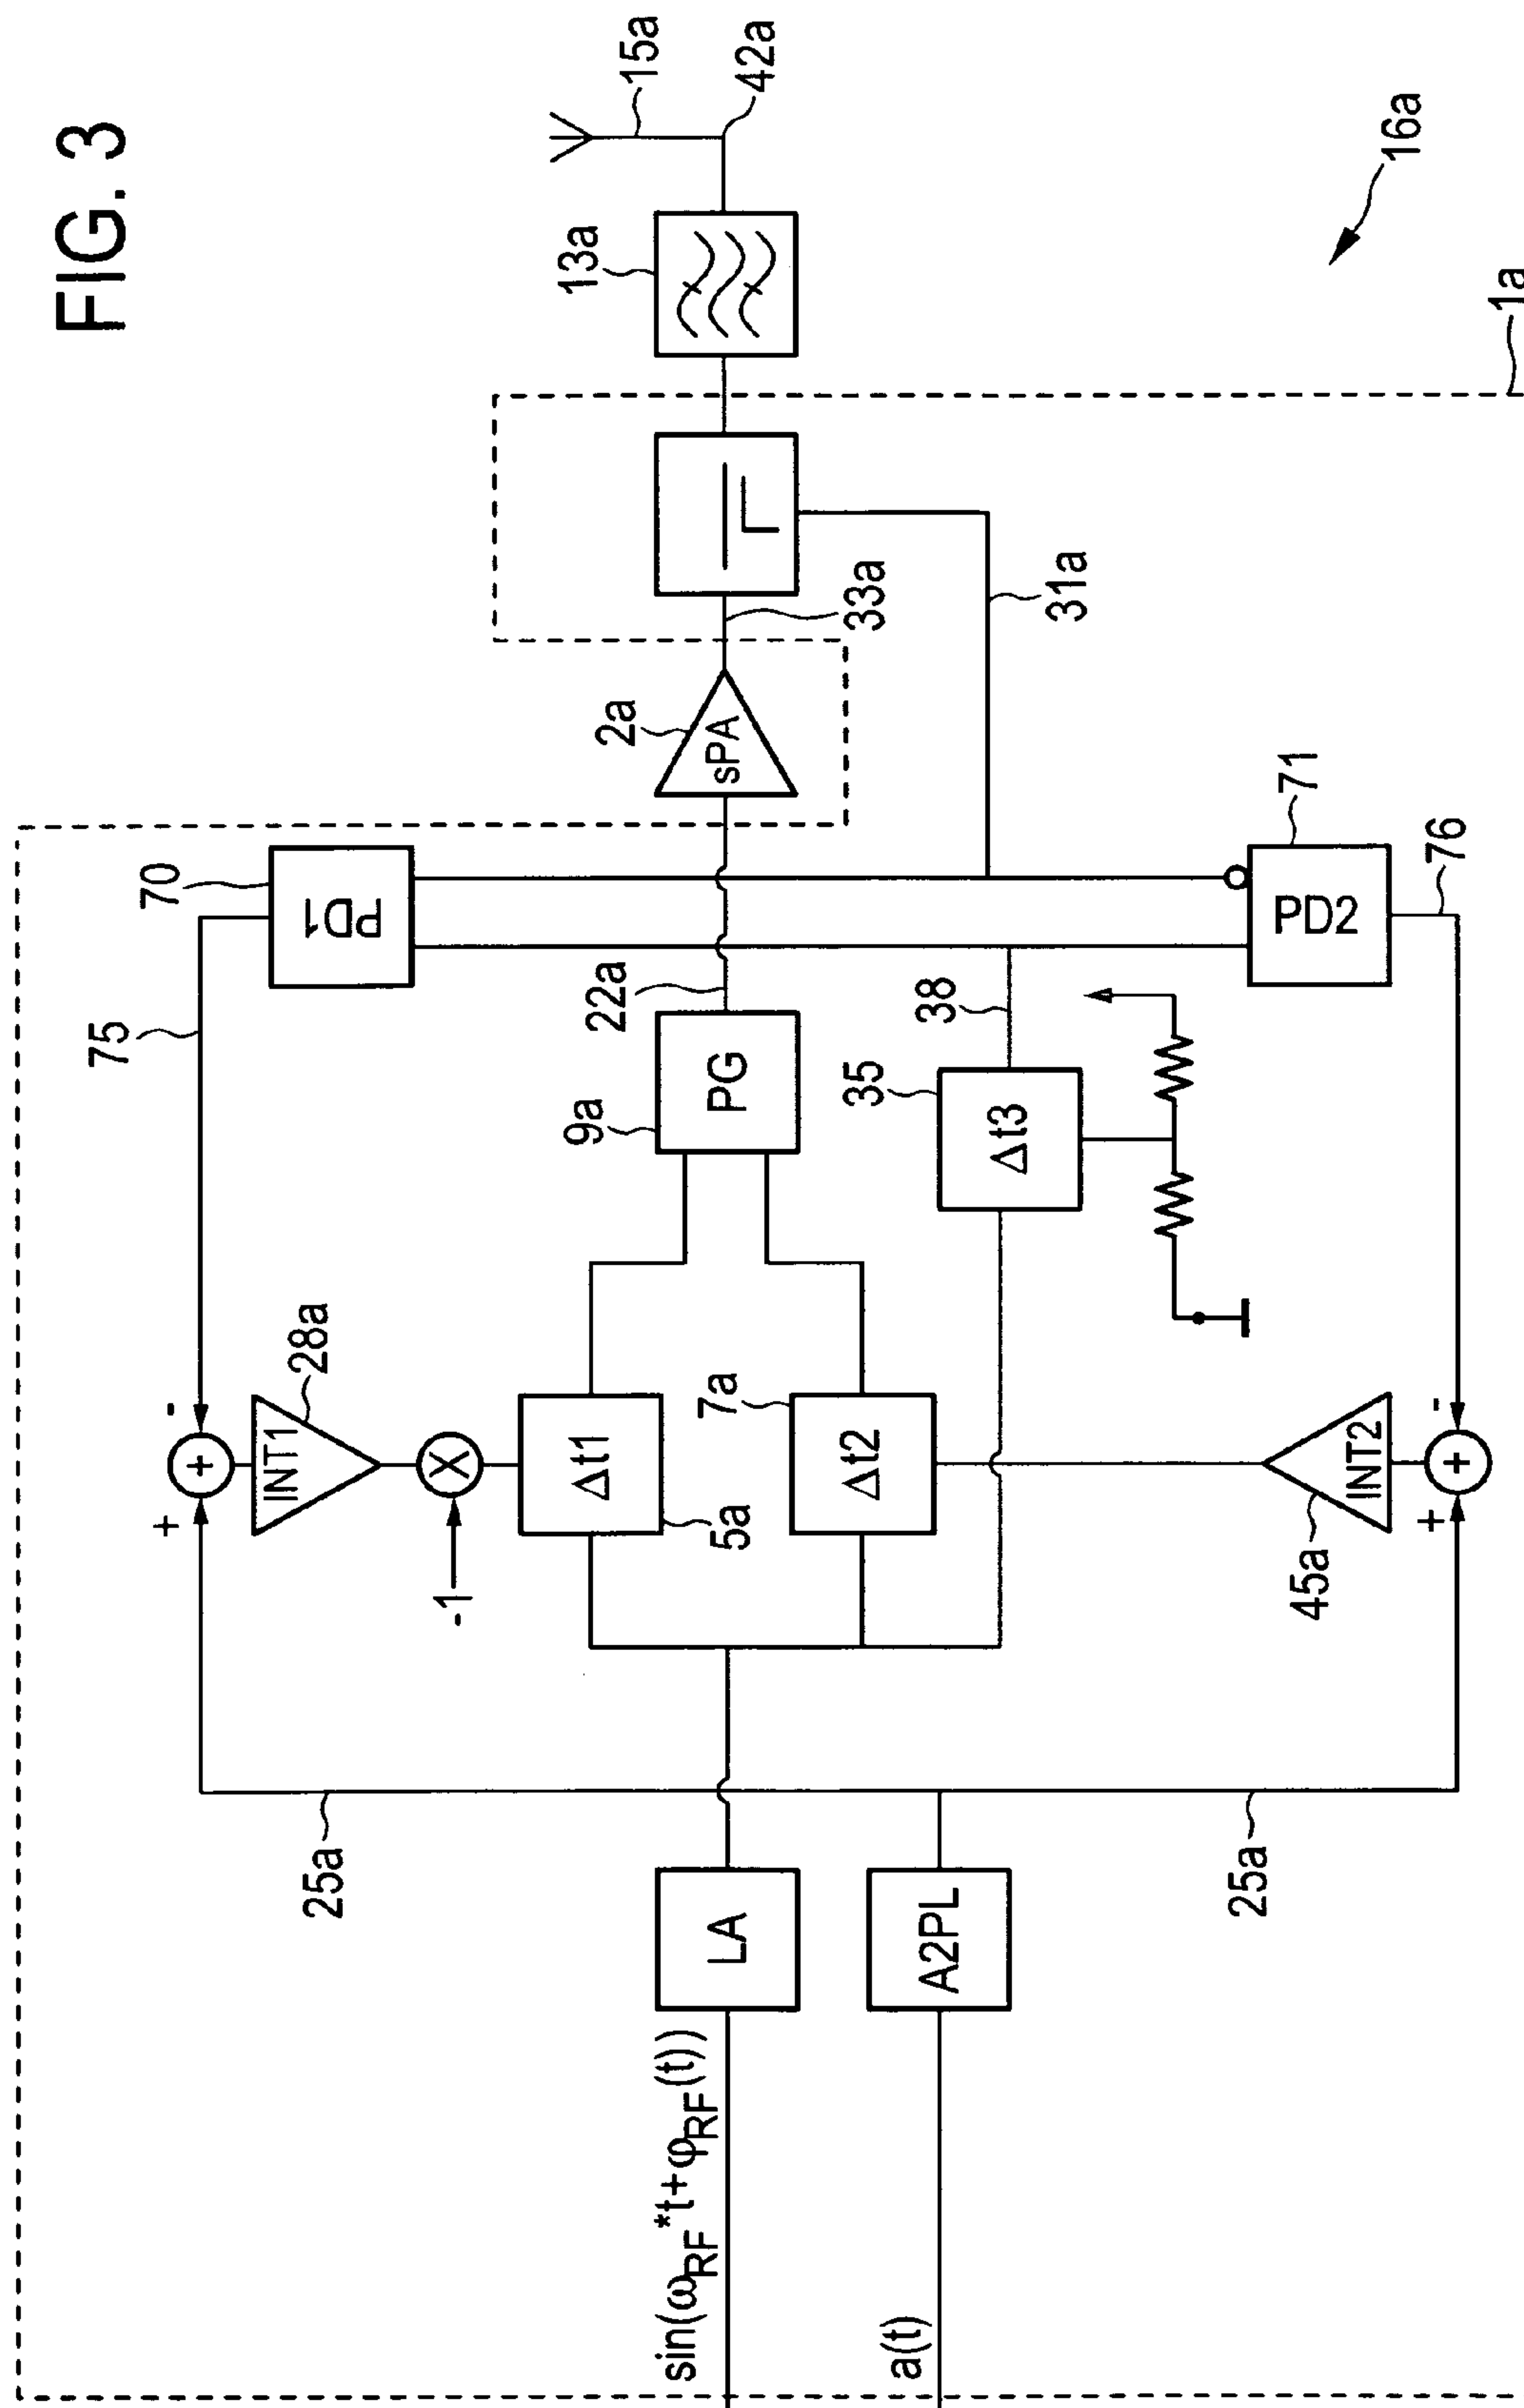 FIG. 3
sin(ωRF*t+φRF(t))
a(t)
LA
A2PL
25a
25a
+
-
+
INT1
28a
-1
X
Δt1
5a
Δt2
7a
45a
INT2
+
-
+
75
70
PD1
PG
9a
22a
Δt3
35
38
PD2
71
76
sPA
2a
33a
31a
13a
15a
42a
16a
1a